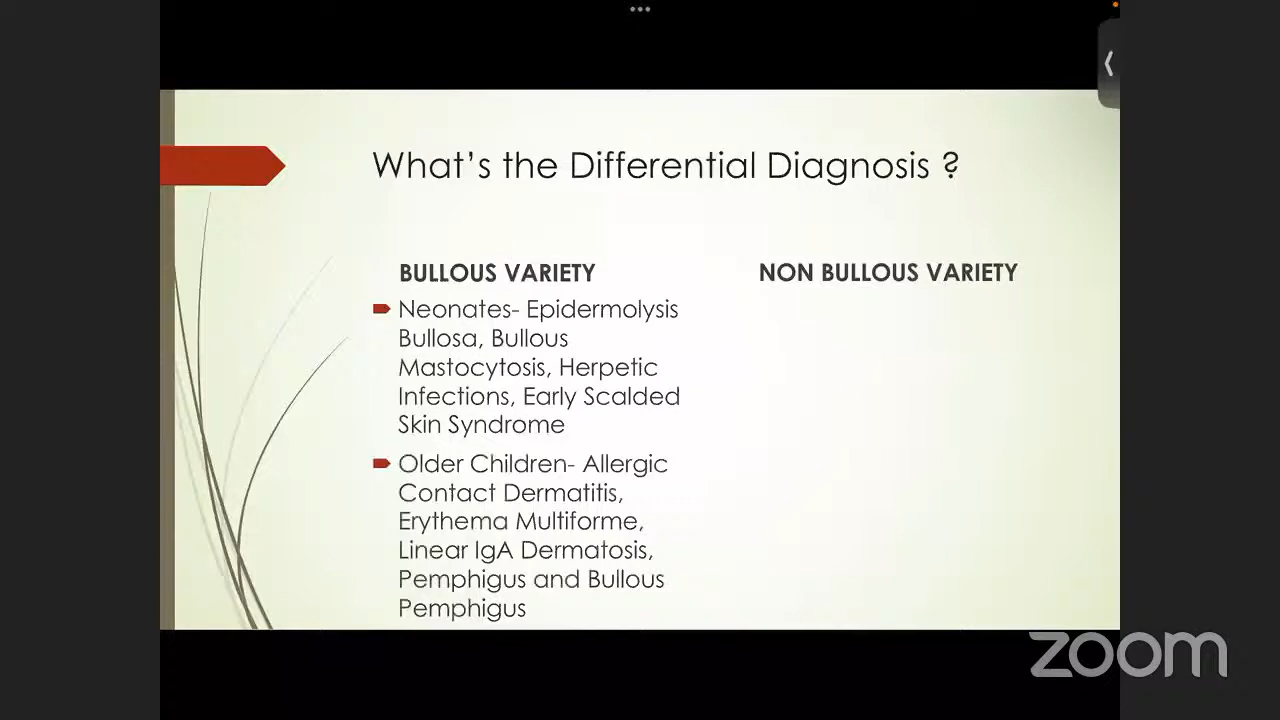 What's the Differential Diagnosis ?
BULLOUS VARIETY
Neonates- Epidermolysis
Bullosa, Bullous
Mastocytosis, Herpetic
Infections, Early Scalded
Skin Syndrome
Older Children- Allergic
Contact Dermatitis,
Erythema Multiforme,
Linear IgA Dermatosis,
Pemphigus and Bullous
Pemphigus
NON BULLOUS VARIETY
zoom